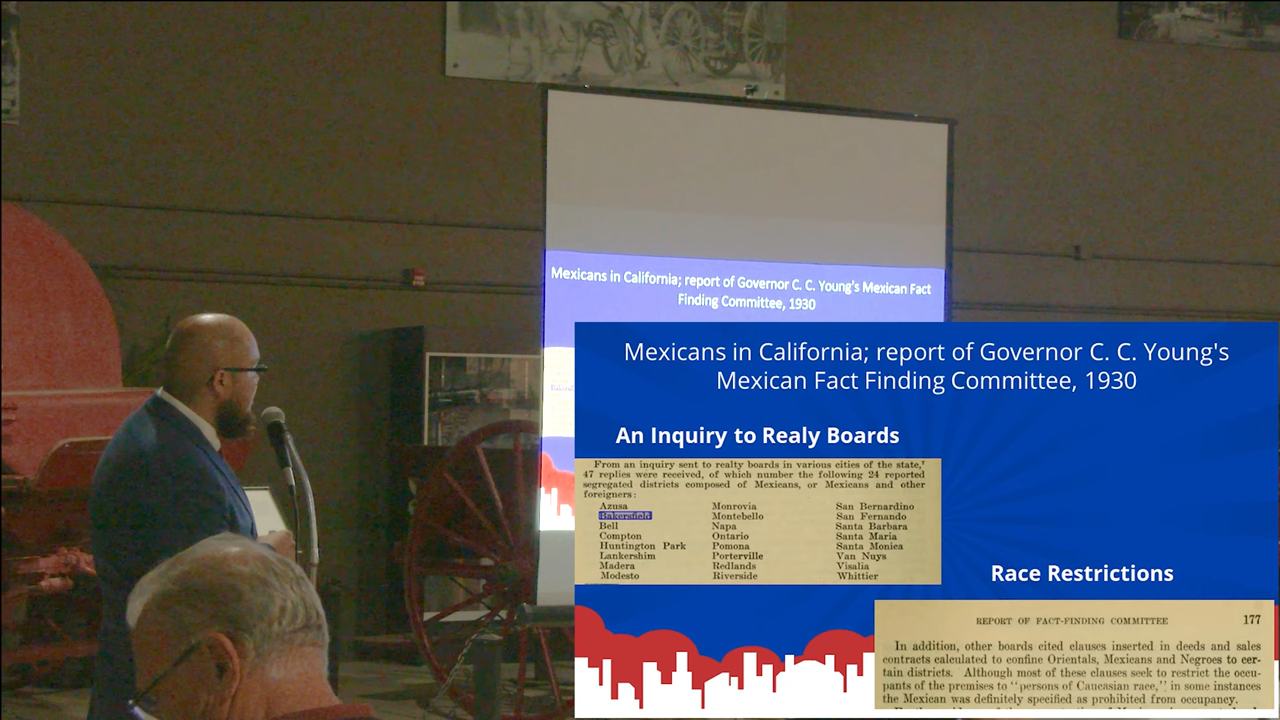 Mexicans in California; report of Governor C. C. Young's Mexican Fact
Finding Committee, 1930
Mexicans in California; report of Governor C. C. Young's
Mexican Fact Finding Committee, 1930
An Inquiry to Realy Boards
From an inquiry sent to realty boards in various cities of the state,⁷
47 replies were received, of which number the following 24 reported
segregated districts composed of Mexicans, or Mexicans and other
foreigners:
Azusa Monrovia San Bernardino
Bakersfield Montebello San Fernando
Bell Napa Santa Barbara
Compton Ontario Santa Maria
Huntington Park Pomona Santa Monica
Lankershim Porterville Van Nuys
Madera Redlands Visalia
Modesto Riverside Whittier
Race Restrictions
REPORT OF FACT-FINDING COMMITTEE 177
In addition, other boards cited clauses inserted in deeds and sales
contracts calculated to confine Orientals, Mexicans and Negroes to cer-
tain districts. Although most of these clauses seek to restrict the occu-
pants of the premises to "persons of Caucasian race," in some instances
the Mexican was definitely specified as prohibited from occupancy.